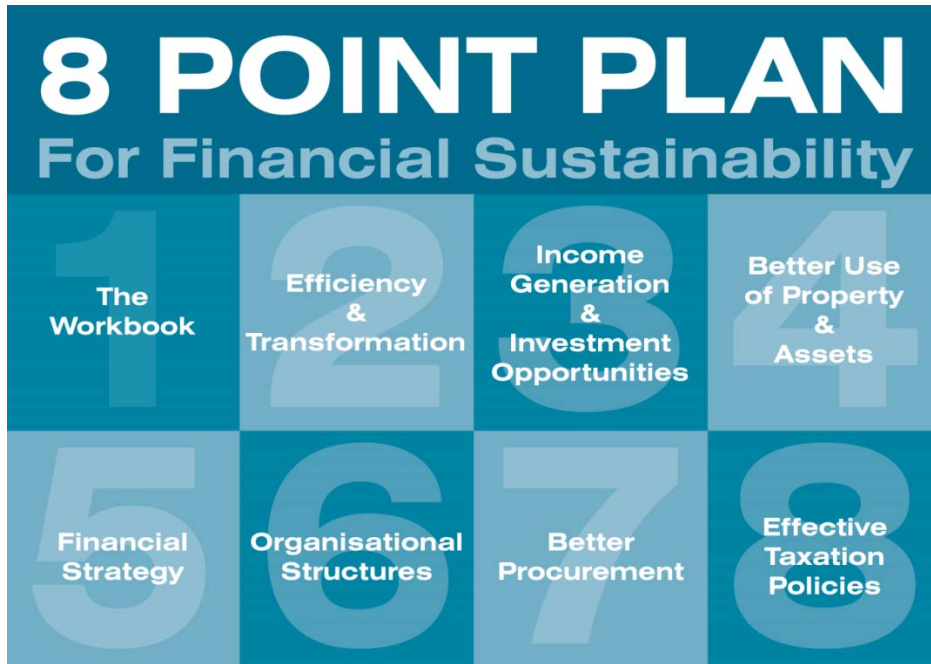 8 POINT PLAN
For Financial Sustainability
1
The
Workbook
2
Efficiency
&
Transformation
3
Income
Generation
&
Investment
Opportunities
4
Better Use
of Property
&
Assets
5
Financial
Strategy
6
Organisational
Structures
7
Better
Procurement
8
Effective
Taxation
Policies